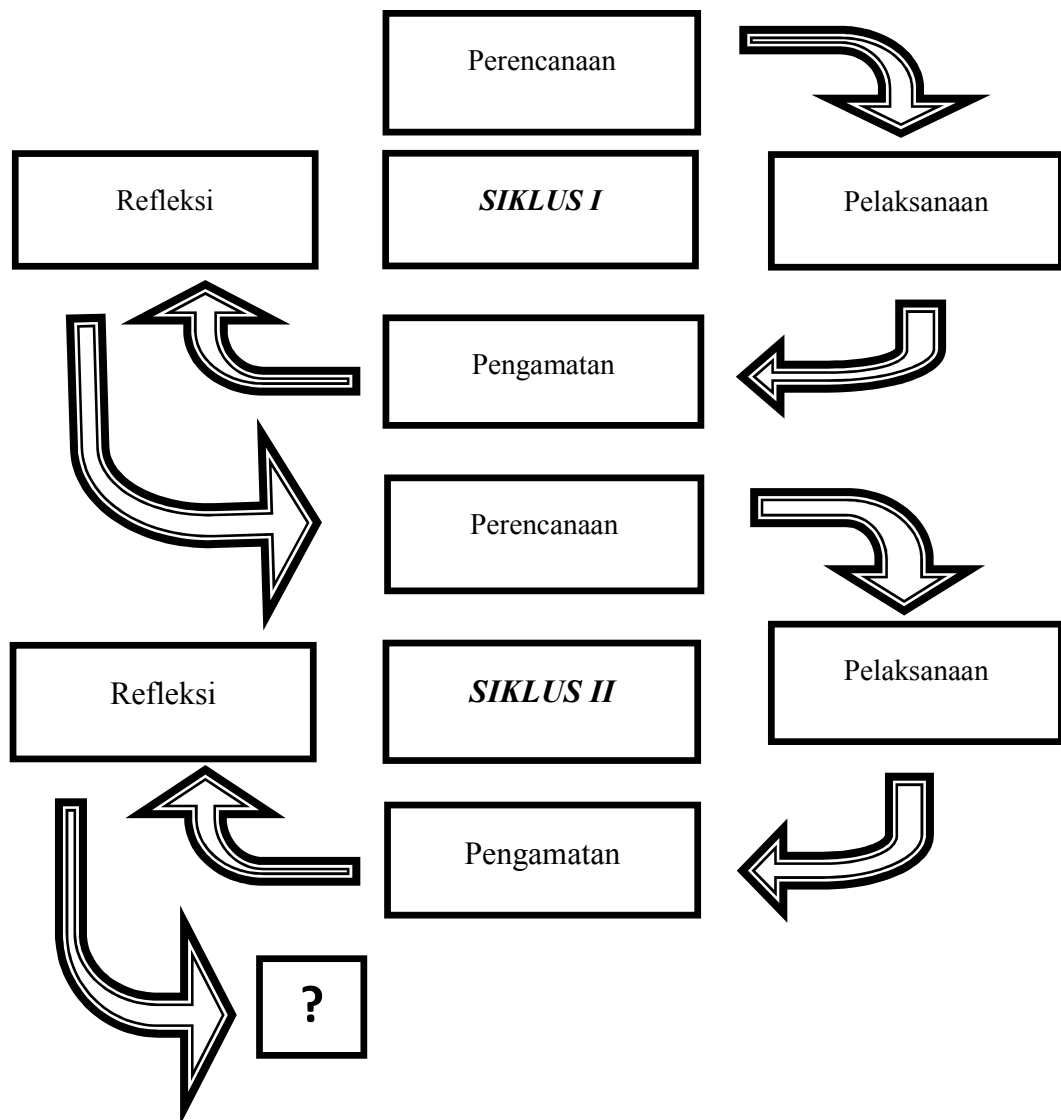 Perencanaan
Refleksi
SIKLUS I
Pelaksanaan
Pengamatan
Perencanaan
Refleksi
SIKLUS II
Pelaksanaan
Pengamatan
?